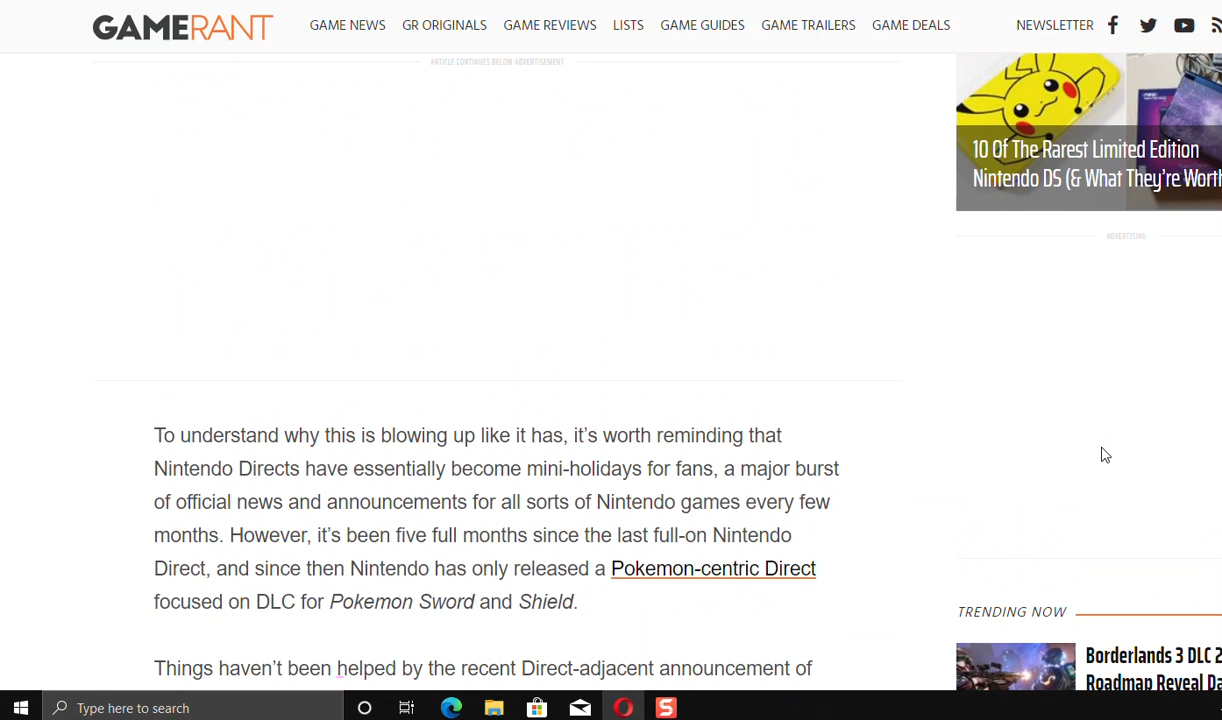 GAMERANT
GAME NEWS GR ORIGINALS GAME REVIEWS LISTS GAME GUIDES GAME TRAILERS GAME DEALS NEWSLETTER
ARTICLE CONTINUES BELOW ADVERTISEMENT
10 Of The Rarest Limited Edition
Nintendo DS (& What They're Worth
ADVERTISING
To understand why this is blowing up like it has, it's worth reminding that
Nintendo Directs have essentially become mini-holidays for fans, a major burst
of official news and announcements for all sorts of Nintendo games every few
months. However, it's been five full months since the last full-on Nintendo
Direct, and since then Nintendo has only released a Pokemon-centric Direct
focused on DLC for Pokemon Sword and Shield.
Things haven't been helped by the recent Direct-adjacent announcement of
TRENDING NOW
Borderlands 3 DLC 2
Roadmap Reveal Da
Type here to search
S